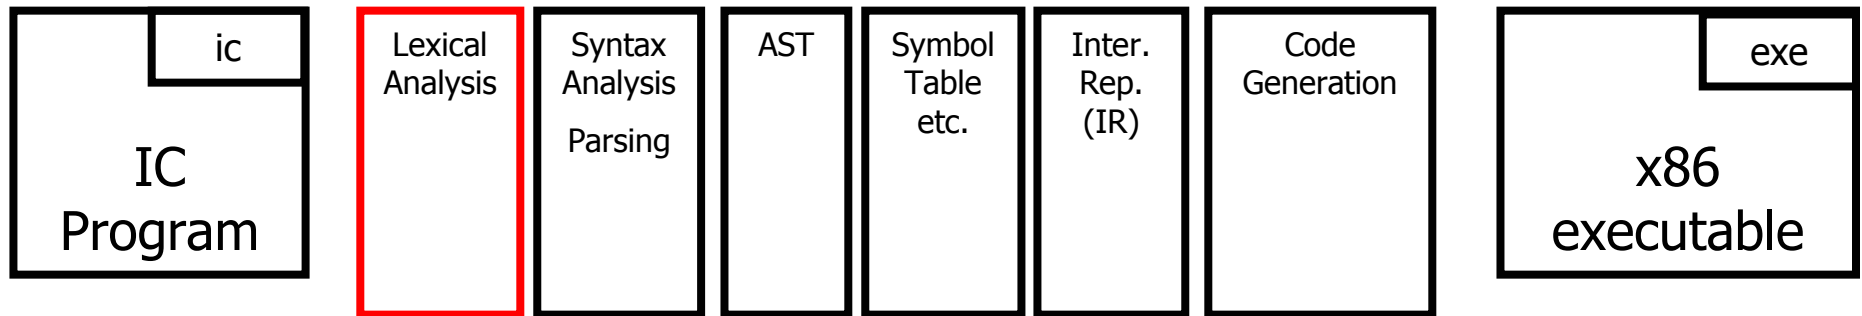 ic
IC
Program
Lexical
Analysis
Syntax
Analysis
Parsing
AST
Symbol
Table
etc.
Inter.
Rep.
(IR)
Code
Generation
exe
x86
executable